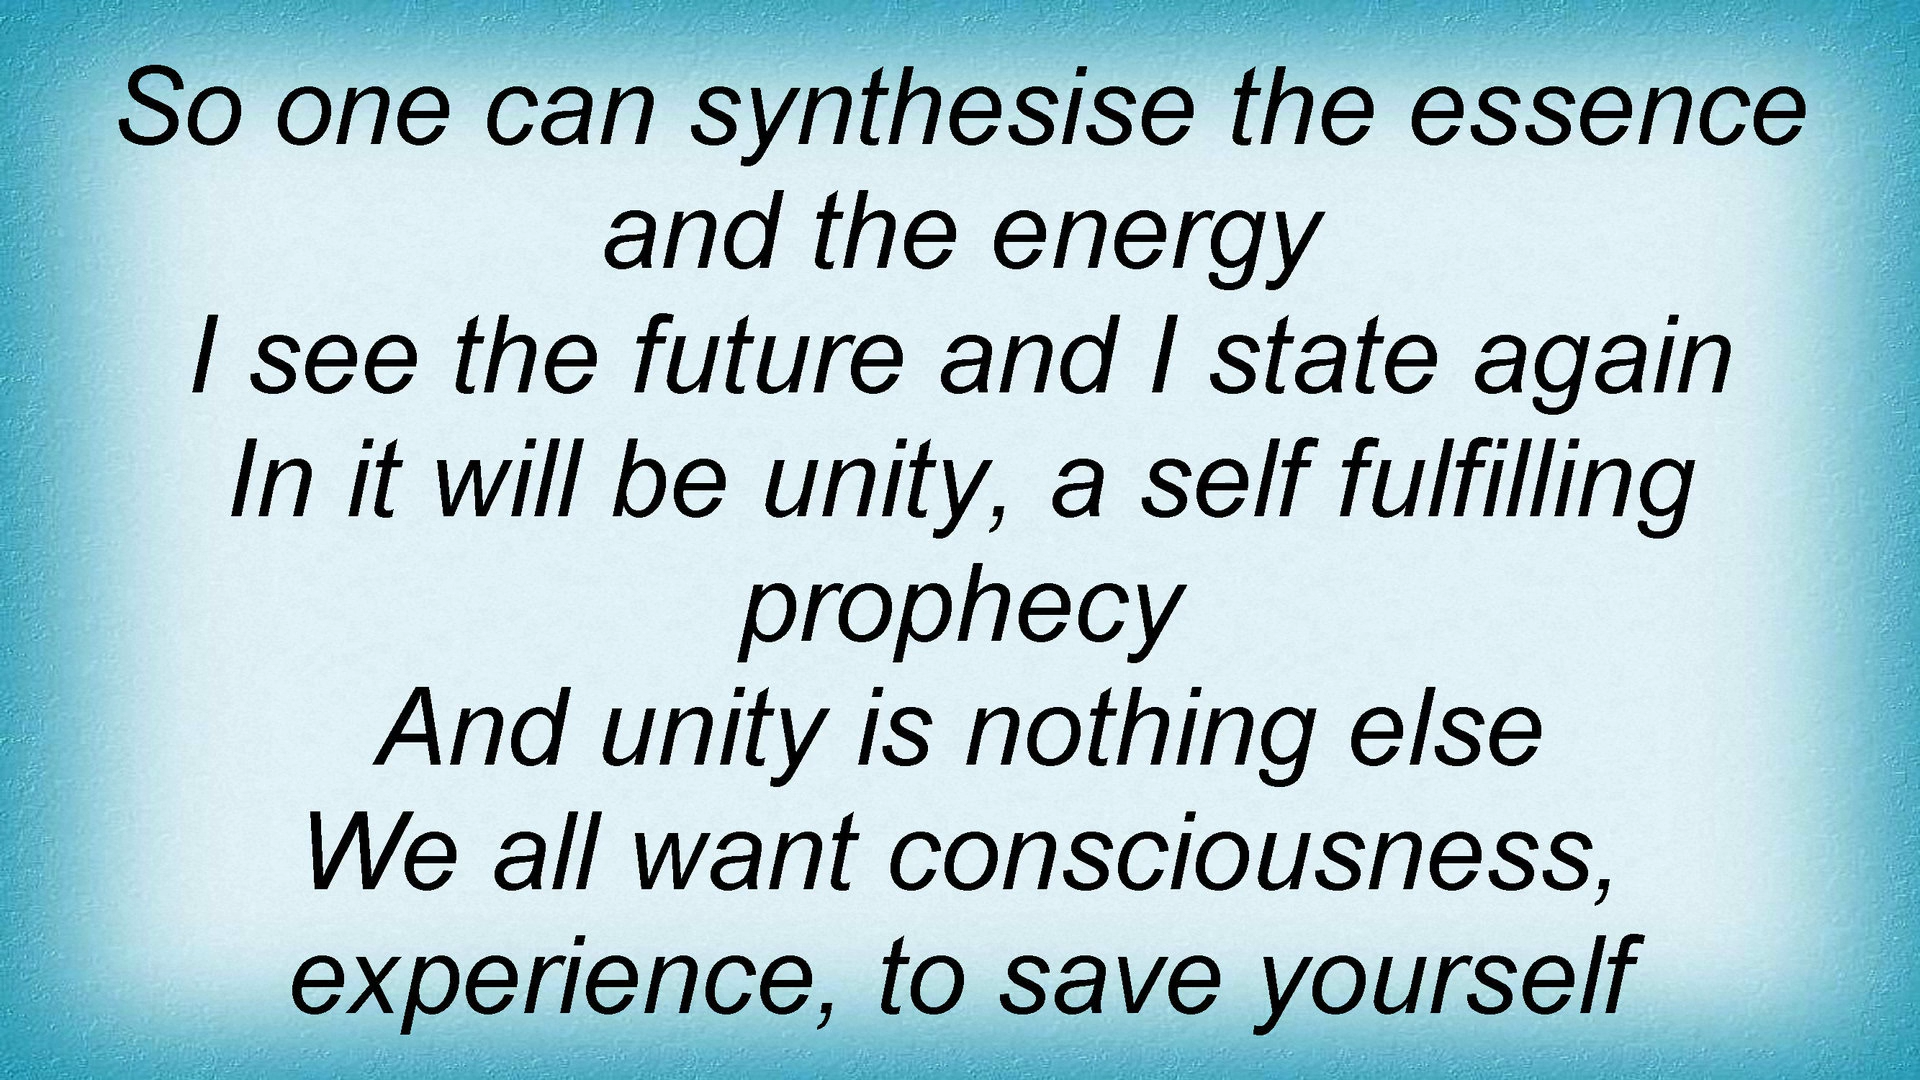 So one can synthesise the essence
and the energy
I see the future and I state again
In it will be unity, a self fulfilling
prophecy
And unity is nothing else
We all want consciousness,
experience, to save yourself